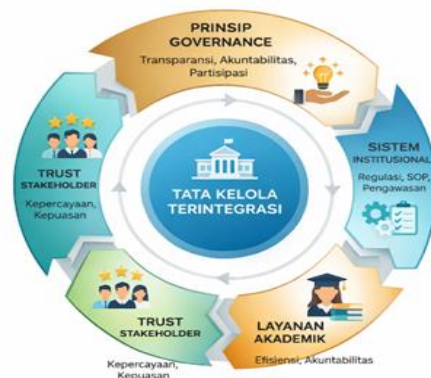 PRINSIP
GOVERNANCE
Transparansi, Akuntabilitas,
Partisipasi
SISTEM
INSTITUSIONAL
Regulasi, SOP,
Pengawasan
LAYANAN
AKADEMIK
Efisiensi, Akuntabilitas
TRUST
STAKEHOLDER
Kepercayaan,
Kepuasan
TRUST
STAKEHOLDER
Kepercayaan,
Kepuasan
TATA KELOLA
TERINTEGRASI